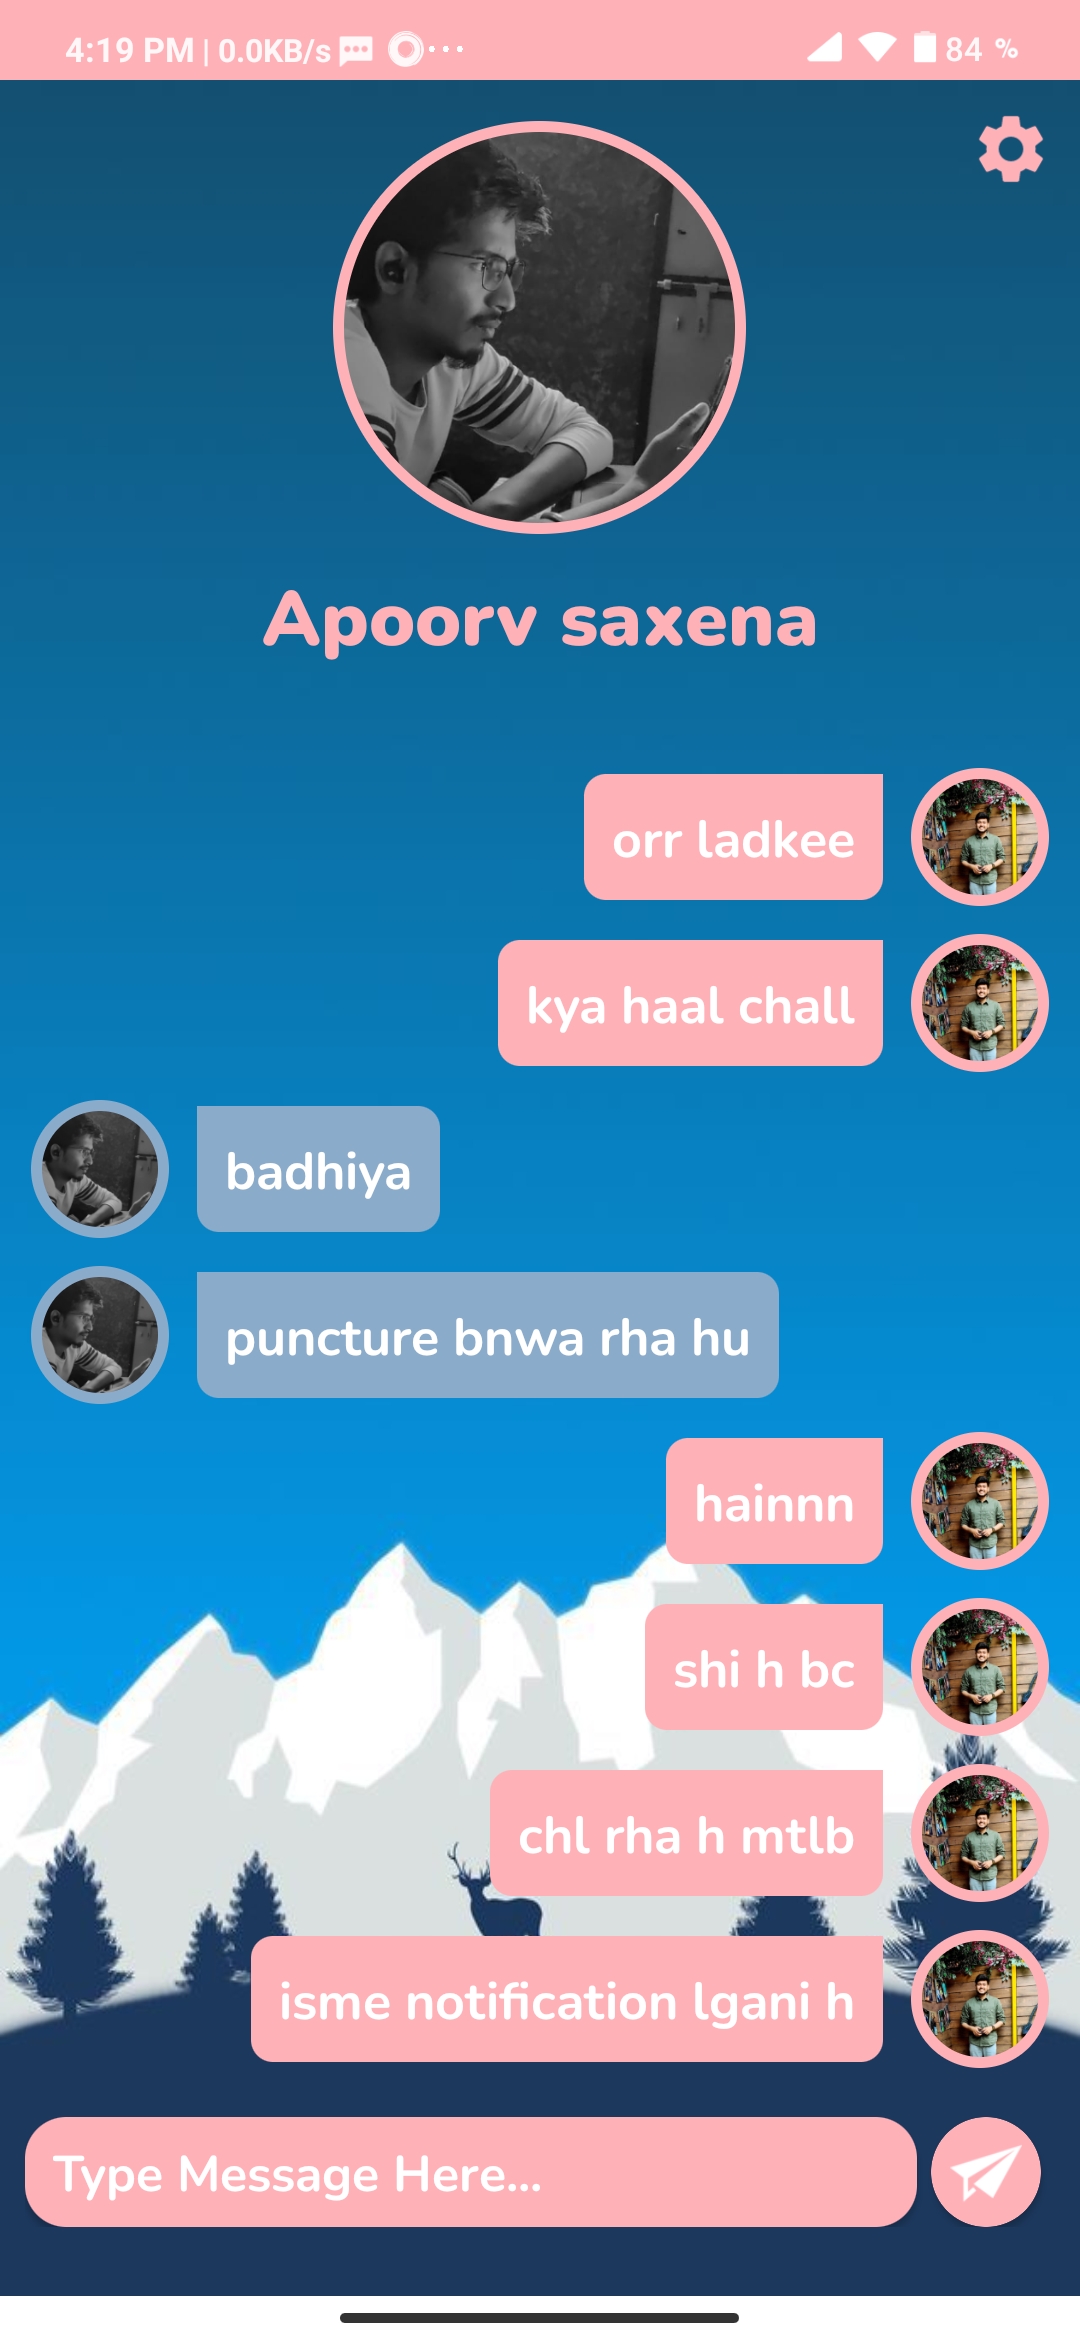 4:19 PM | 0.0KB/s ... 84 %
Apoorv saxena
orr ladkee
kya haal chall
badhiya
puncture bnwa rha hu
hainnn
shi h bc
chl rha h mtlb
isme notification lgani h
Type Message Here...